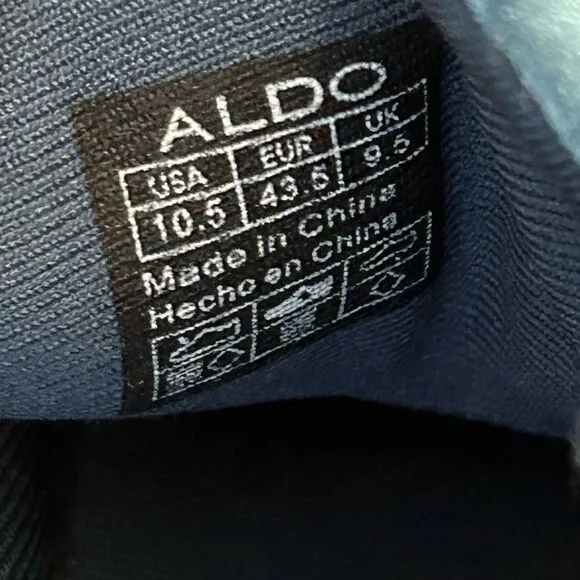 ALDO
USA EUR UK
10.5 43.5 9.5
Made in China
Hecho en China